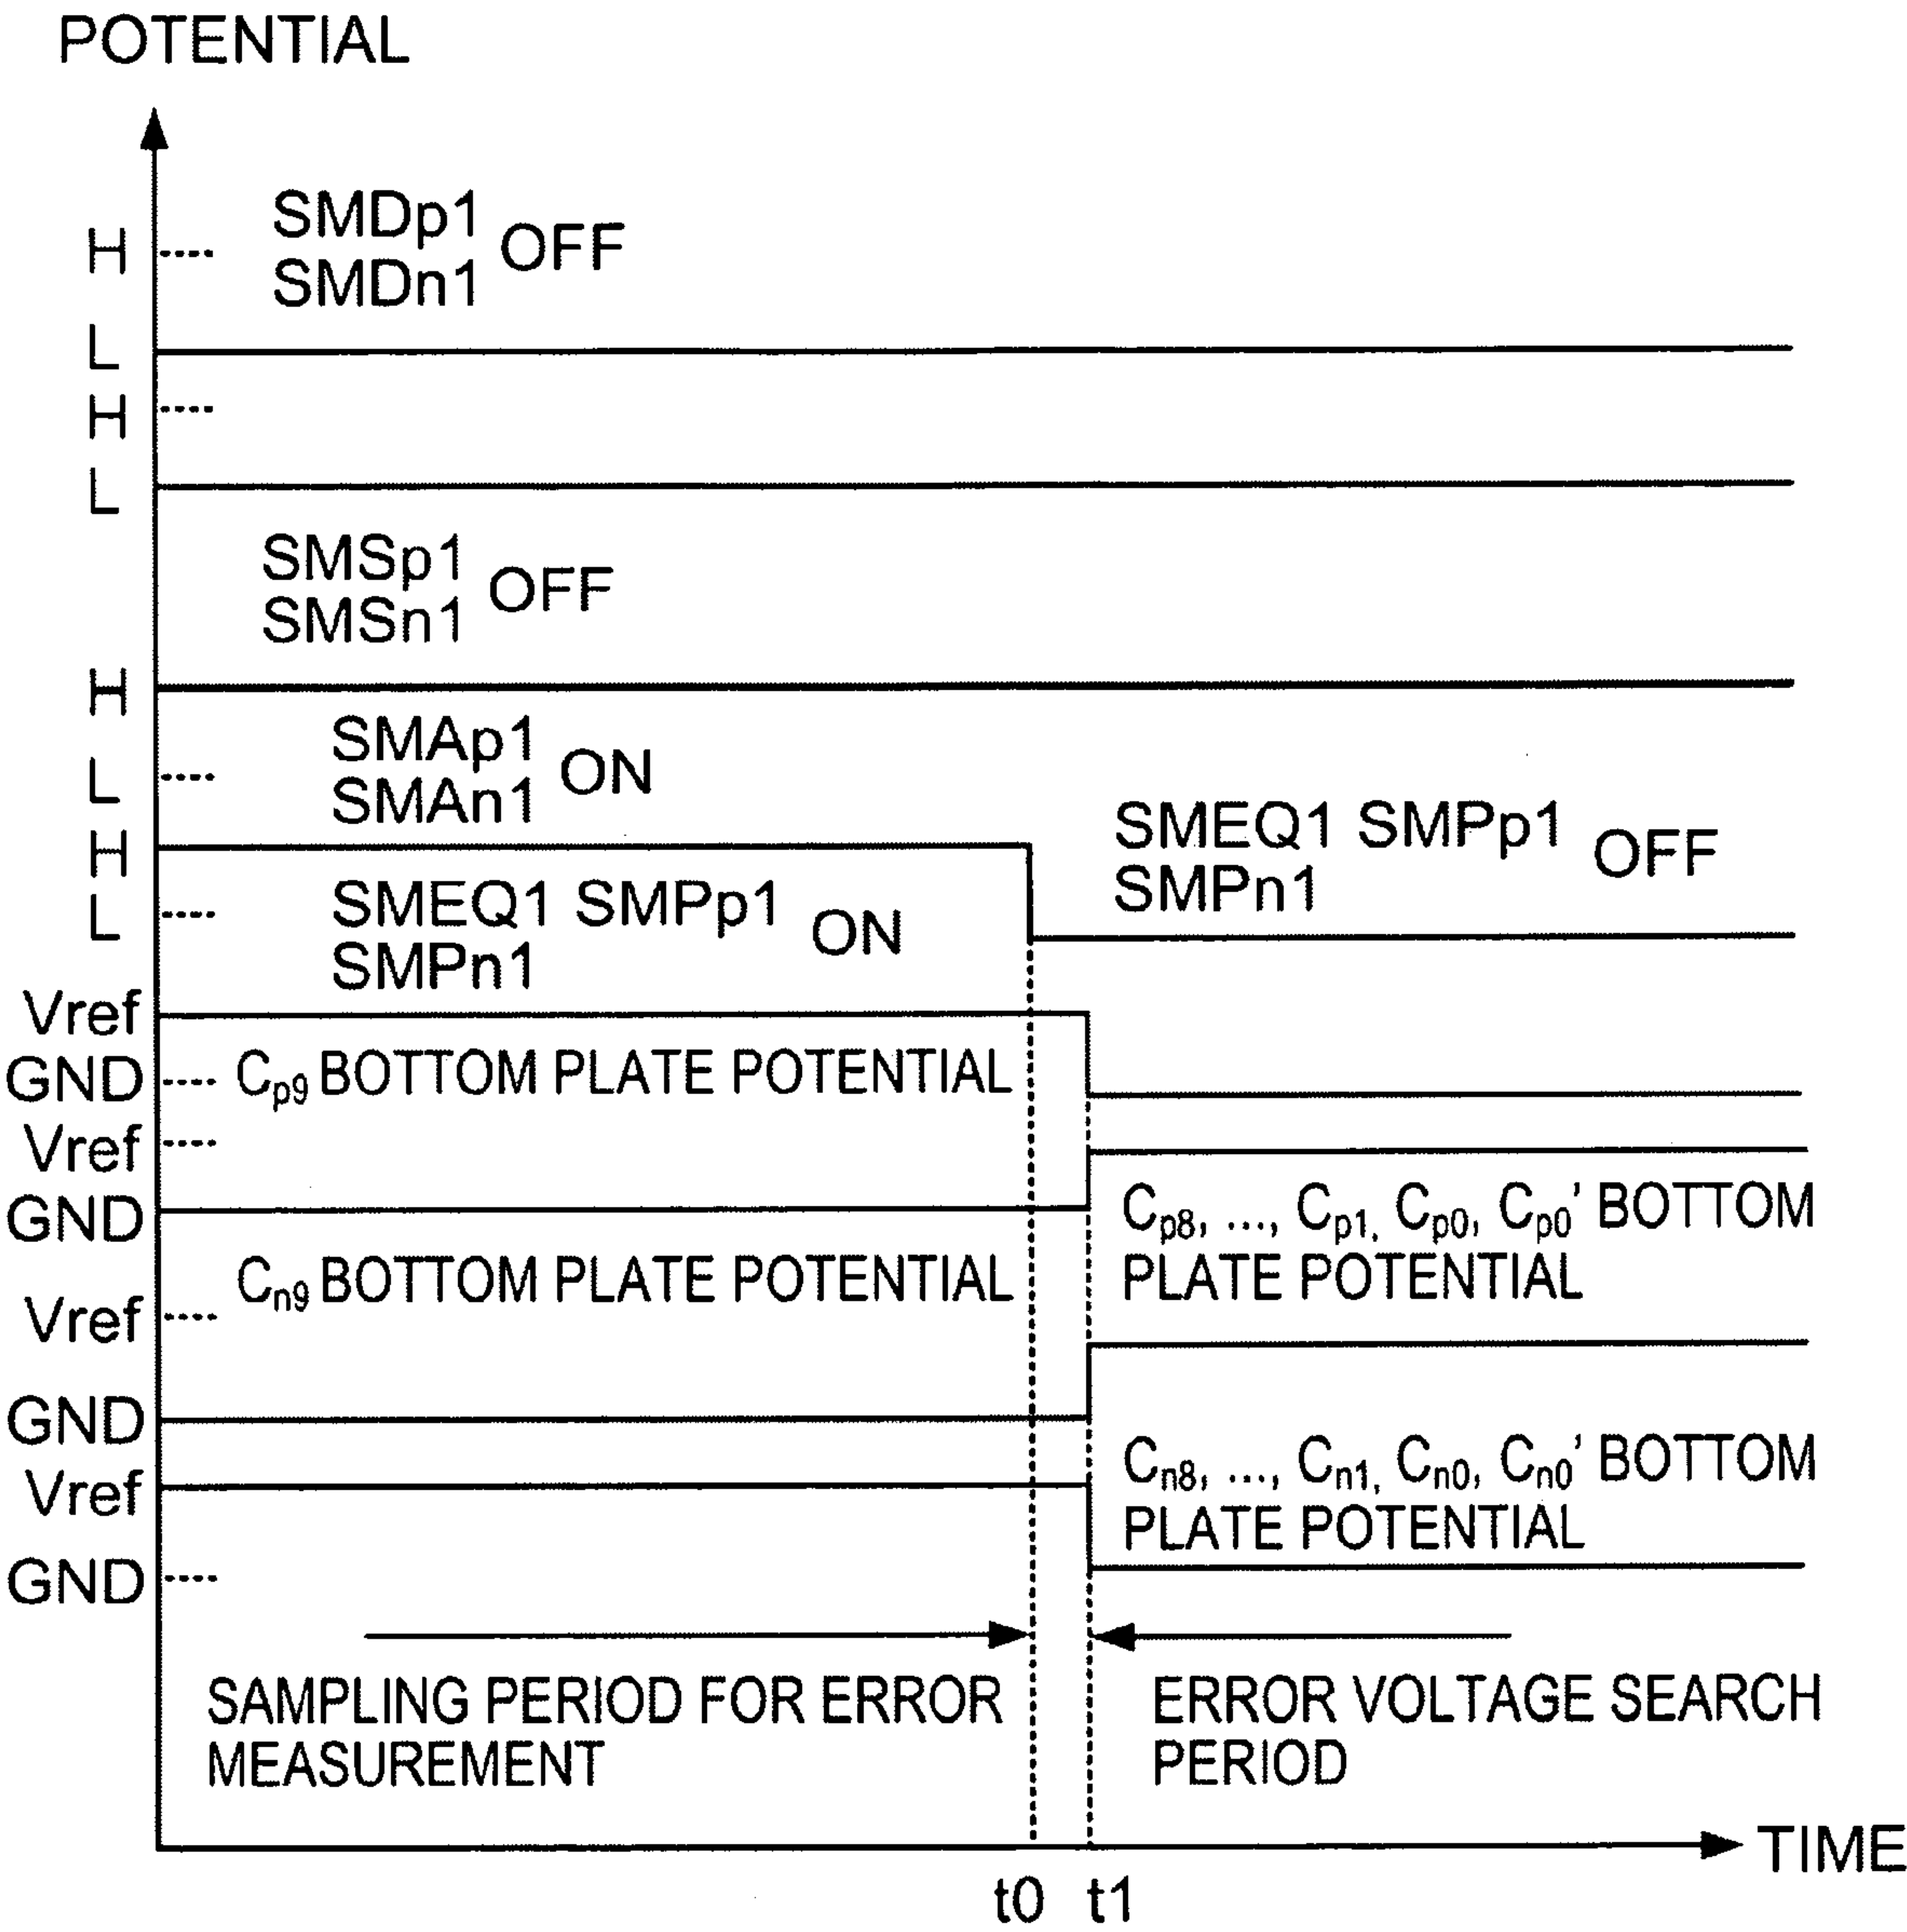 POTENTIAL
SMDp1
SMDn1 OFF
H
L
H
L
SMSp1
SMSn1 OFF
H
SMAp1
SMAn1 ON
L
H
SMEQ1 SMPp1
SMPn1 OFF
L
SMEQ1 SMPp1
SMPn1 ON
Vref
GND
Cp9 BOTTOM PLATE POTENTIAL
Vref
GND
Cp8, ..., Cp1, Cp0, Cp0’ BOTTOM
PLATE POTENTIAL
Cn9 BOTTOM PLATE POTENTIAL
Vref
GND
Cn8, ..., Cn1, Cn0, Cn0’ BOTTOM
PLATE POTENTIAL
Vref
GND
SAMPLING PERIOD FOR ERROR
MEASUREMENT
ERROR VOLTAGE SEARCH
PERIOD
TIME
t0 t1